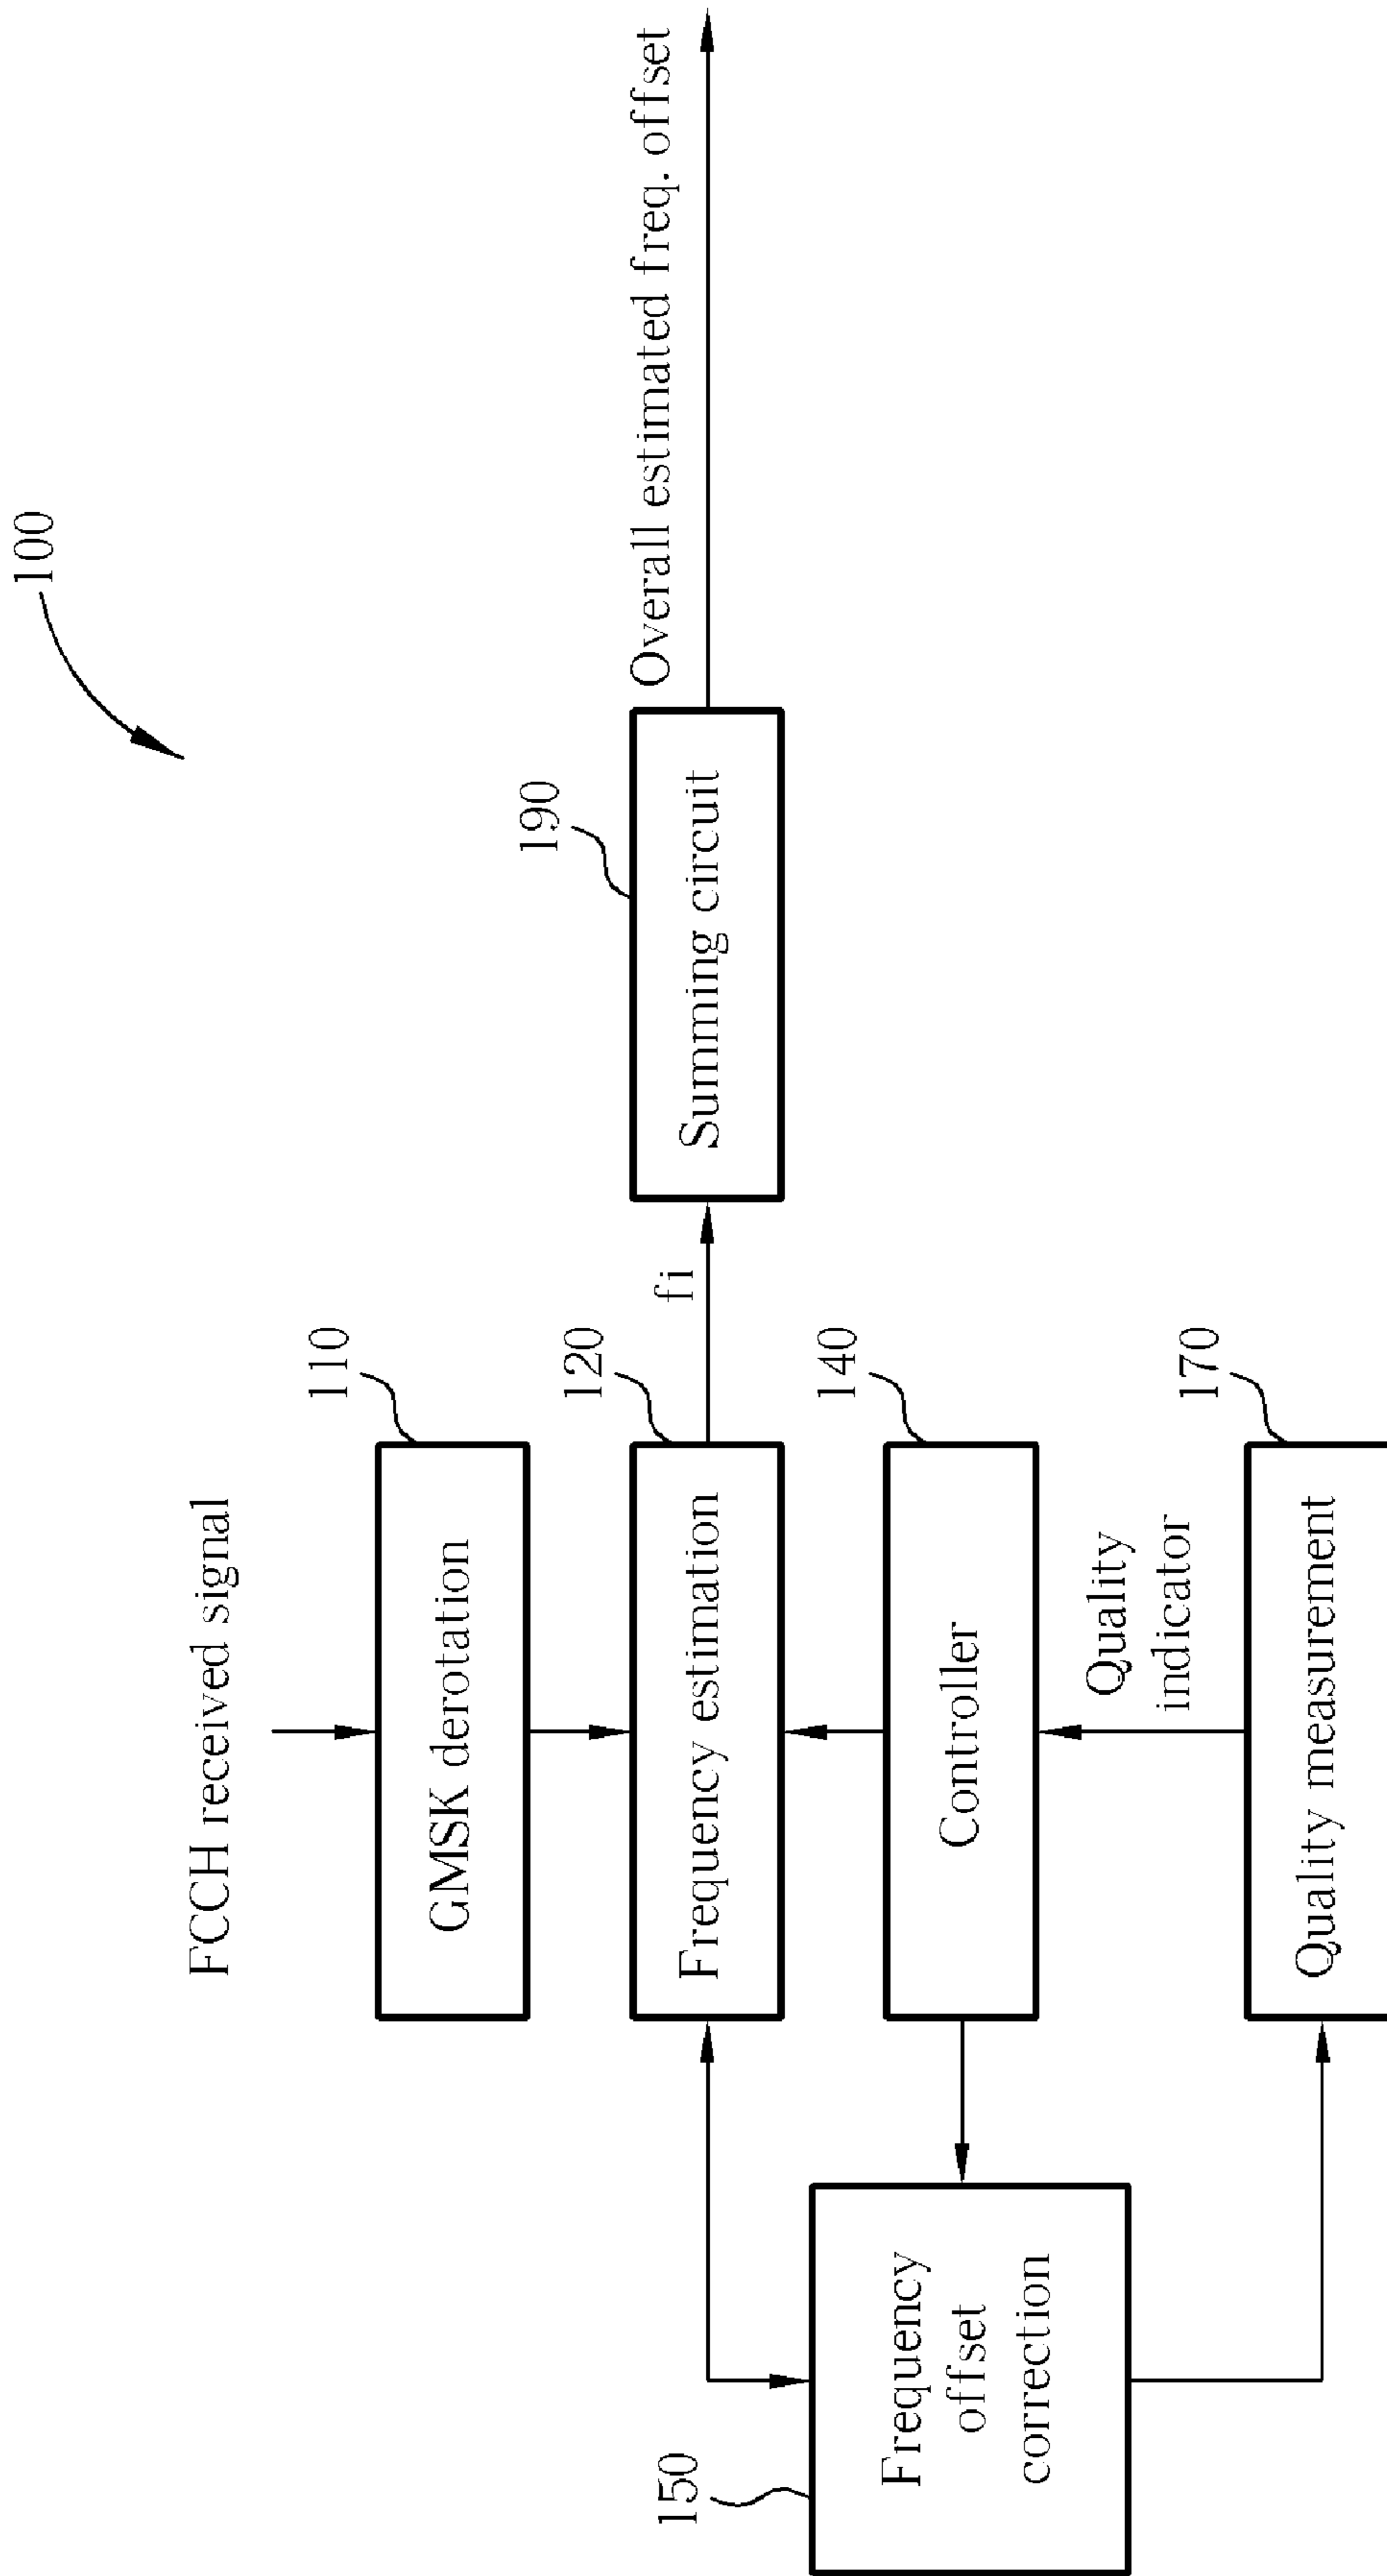 100
FCCH received signal
110
GMSK derotation
120
Frequency estimation
fi
190
Summing circuit
Overall estimated freq. offset
140
Controller
150
Frequency
offset
correction
Quality
indicator
170
Quality measurement